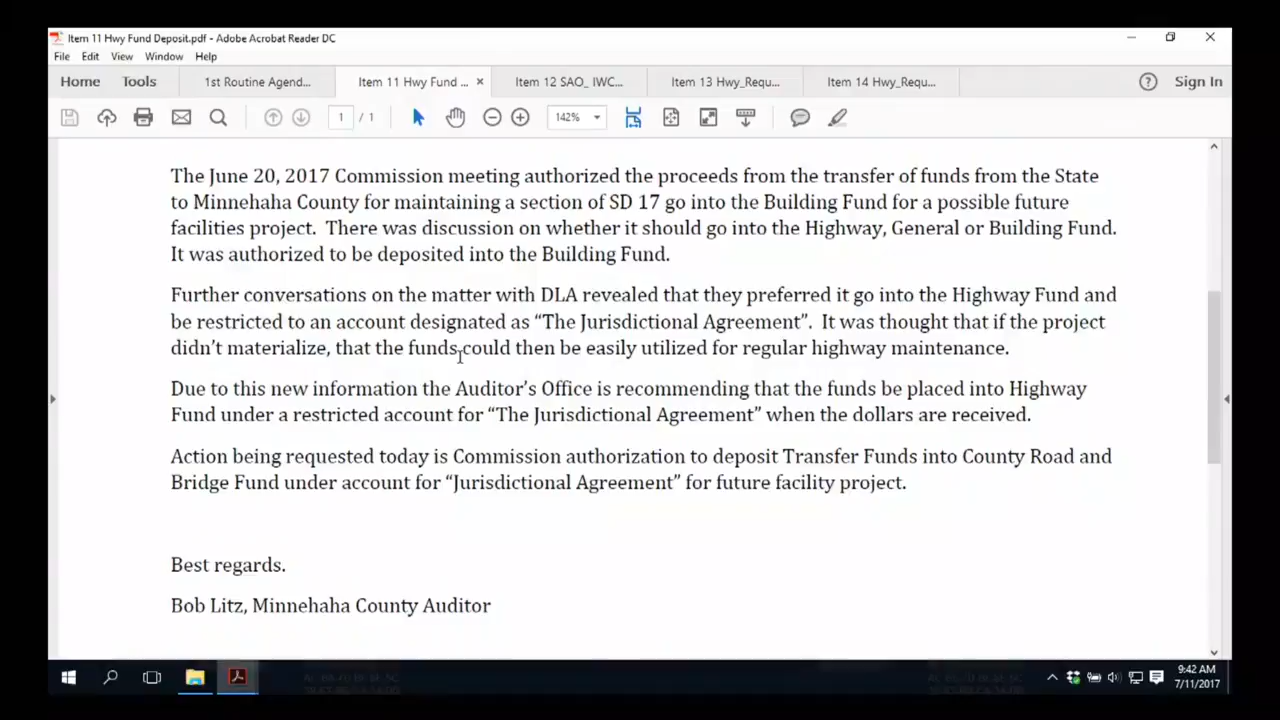 Item 11 Hwy Fund Deposit.pdf - Adobe Acrobat Reader DC
File Edit View Window Help
Home Tools 1st Routine Agend... Item 11 Hwy Fund ... × Item 12 SAO_ IWC... Item 13 Hwy_Requ... Item 14 Hwy_Requ... Sign In
1 / 1 142%
The June 20, 2017 Commission meeting authorized the proceeds from the transfer of funds from the State
to Minnehaha County for maintaining a section of SD 17 go into the Building Fund for a possible future
facilities project. There was discussion on whether it should go into the Highway, General or Building Fund.
It was authorized to be deposited into the Building Fund.
Further conversations on the matter with DLA revealed that they preferred it go into the Highway Fund and
be restricted to an account designated as “The Jurisdictional Agreement”. It was thought that if the project
didn’t materialize, that the funds could then be easily utilized for regular highway maintenance.
Due to this new information the Auditor’s Office is recommending that the funds be placed into Highway
Fund under a restricted account for “The Jurisdictional Agreement” when the dollars are received.
Action being requested today is Commission authorization to deposit Transfer Funds into County Road and
Bridge Fund under account for “Jurisdictional Agreement” for future facility project.
Best regards.
Bob Litz, Minnehaha County Auditor
9:42 AM
7/11/2017